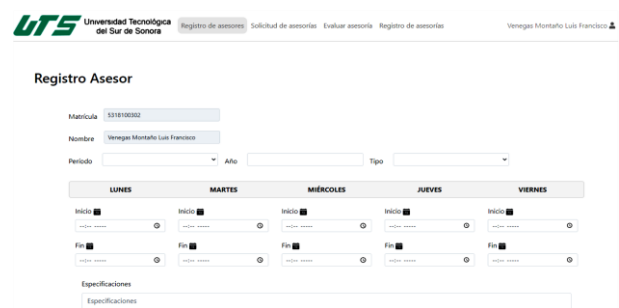 UTS Universidad Tecnológica
del Sur de Sonora
Registro de asesores Solicitud de asesorías Evaluar asesoría Registro de asesorías Venegas Montaño Luis Francisco
Registro Asesor
Matrícula 5318100302
Nombre Venegas Montaño Luis Francisco
Periodo Año Tipo
LUNES MARTES MIÉRCOLES JUEVES VIERNES
Inicio Inicio Inicio Inicio Inicio
--:-- ----- --:-- ----- --:-- ----- --:-- ----- --:-- -----
Fin Fin Fin Fin Fin
--:-- ----- --:-- ----- --:-- ----- --:-- ----- --:-- -----
Especificaciones
Especificaciones